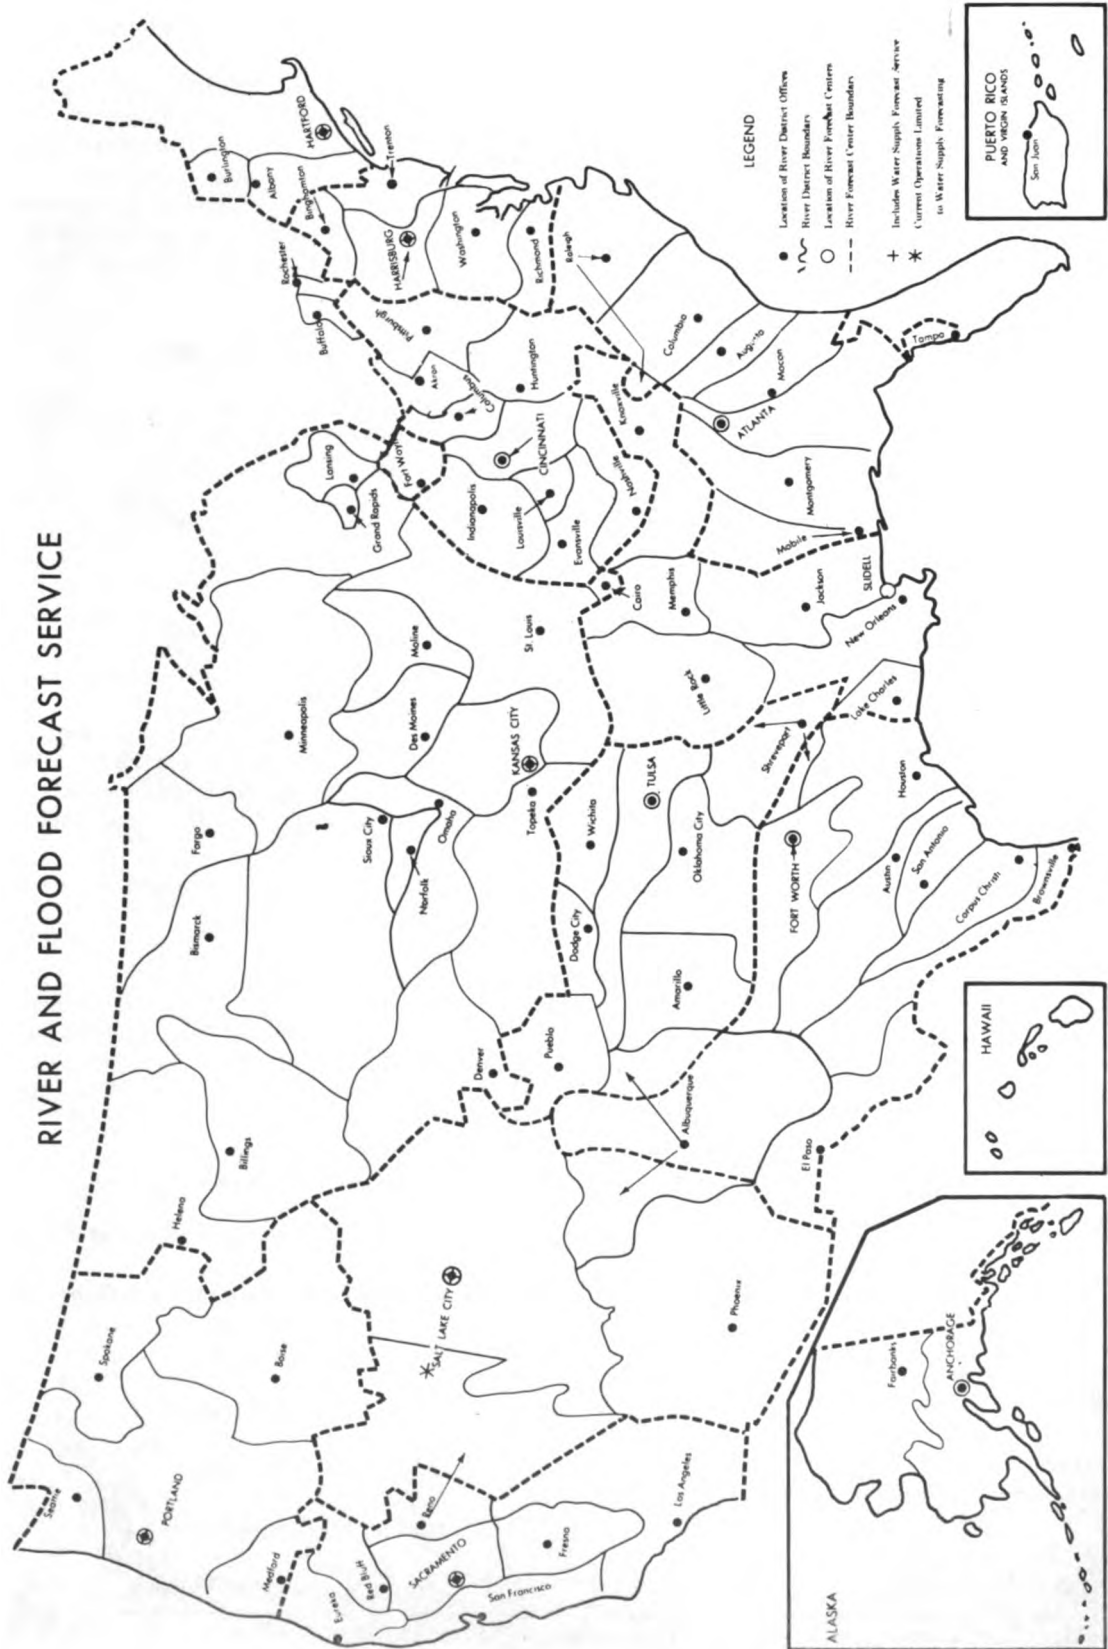 RIVER AND FLOOD FORECAST SERVICE
Seattle
Spokane
PORTLAND
Medford
Eureka
Red Bluff
Reno
SACRAMENTO
San Francisco
Fresno
Los Angeles
Boise
Helena
Billings
SALT LAKE CITY
Phoenix
Albuquerque
El Paso
Denver
Pueblo
Bismarck
Fargo
Minneapolis
Sioux City
Norfolk
Omaha
Des Moines
Moline
KANSAS CITY
Topeka
St. Louis
Wichita
Dodge City
TULSA
Oklahoma City
Amarillo
Little Rock
Shreveport
FORT WORTH
Austin
San Antonio
Houston
Corpus Christi
Brownsville
Lake Charles
New Orleans
SLIDELL
Jackson
Memphis
Cairo
Mobile
Montgomery
ATLANTA
Macon
Augusta
Columbia
Raleigh
Tampa
Knoxville
Nashville
Evansville
Louisville
CINCINNATI
Indianapolis
Fort Wayne
Grand Rapids
Lansing
Columbus
Akron
Huntington
Pittsburgh
Buffalo
Rochester
Binghamton
Albany
Burlington
HARTFORD
Trenton
HARRISBURG
Washington
Richmond
LEGEND
Location of River District Offices
River District Boundary
Location of River Forecast Centers
River Forecast Center Boundary
+ Includes Water Supply Forecast Service
* Current Operations Limited
to Water Supply Forecasting
PUERTO RICO
AND VIRGIN ISLANDS
San Juan
HAWAII
ALASKA
Fairbanks
ANCHORAGE